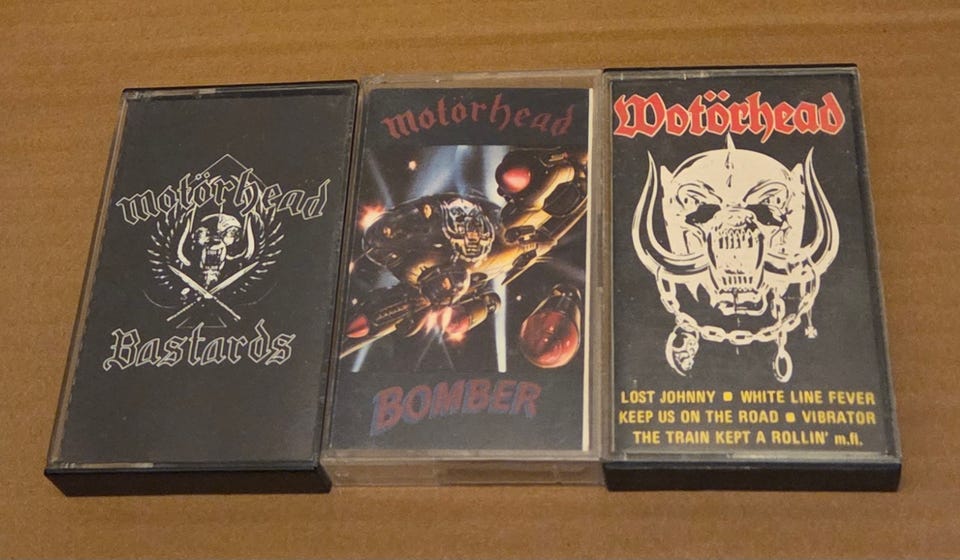 motörhead
Bastards
motörhead
BOMBER
Motörhead
LOST JOHNNY ▪ WHITE LINE FEVER
KEEP US ON THE ROAD ▪ VIBRATOR
THE TRAIN KEPT A ROLLIN' m.fl.